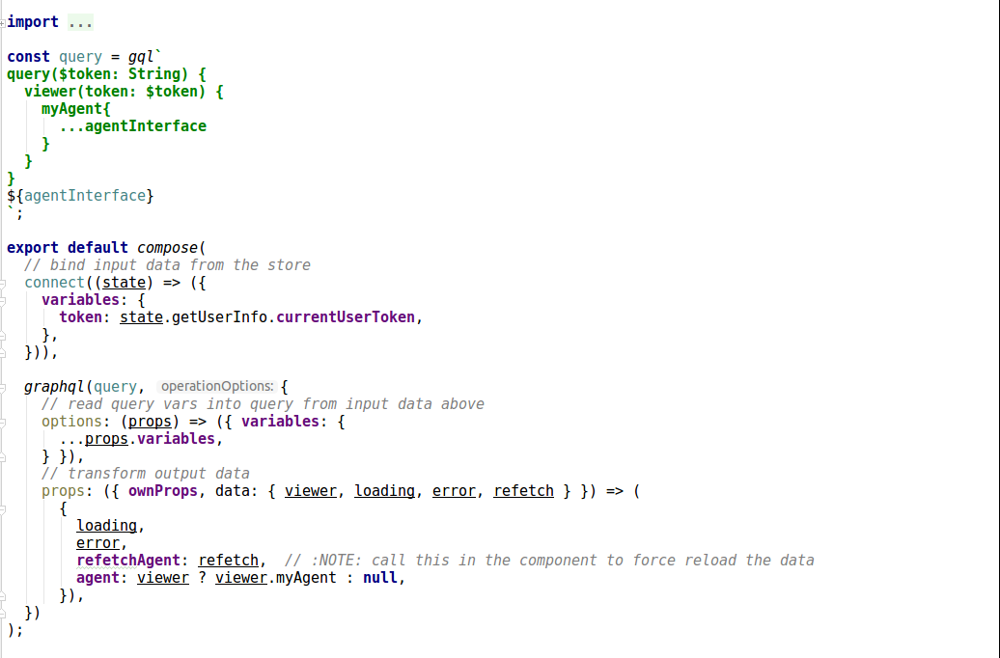 import ...
const query = gql`
query($token: String) {
  viewer(token: $token) {
    myAgent{
      ...agentInterface
    }
  }
}
${agentInterface}
`;
export default compose(
  // bind input data from the store
  connect((state) => ({
    variables: {
      token: state.getUserInfo.currentUserToken,
    },
  })),
  graphql(query, operationOptions: {
    // read query vars into query from input data above
    options: (props) => ({ variables: {
      ...props.variables,
    } }),
    // transform output data
    props: ({ ownProps, data: { viewer, loading, error, refetch } }) => (
      {
        loading,
        error,
        refetchAgent: refetch,  // :NOTE: call this in the component to force reload the data
        agent: viewer ? viewer.myAgent : null,
      }),
  })
);